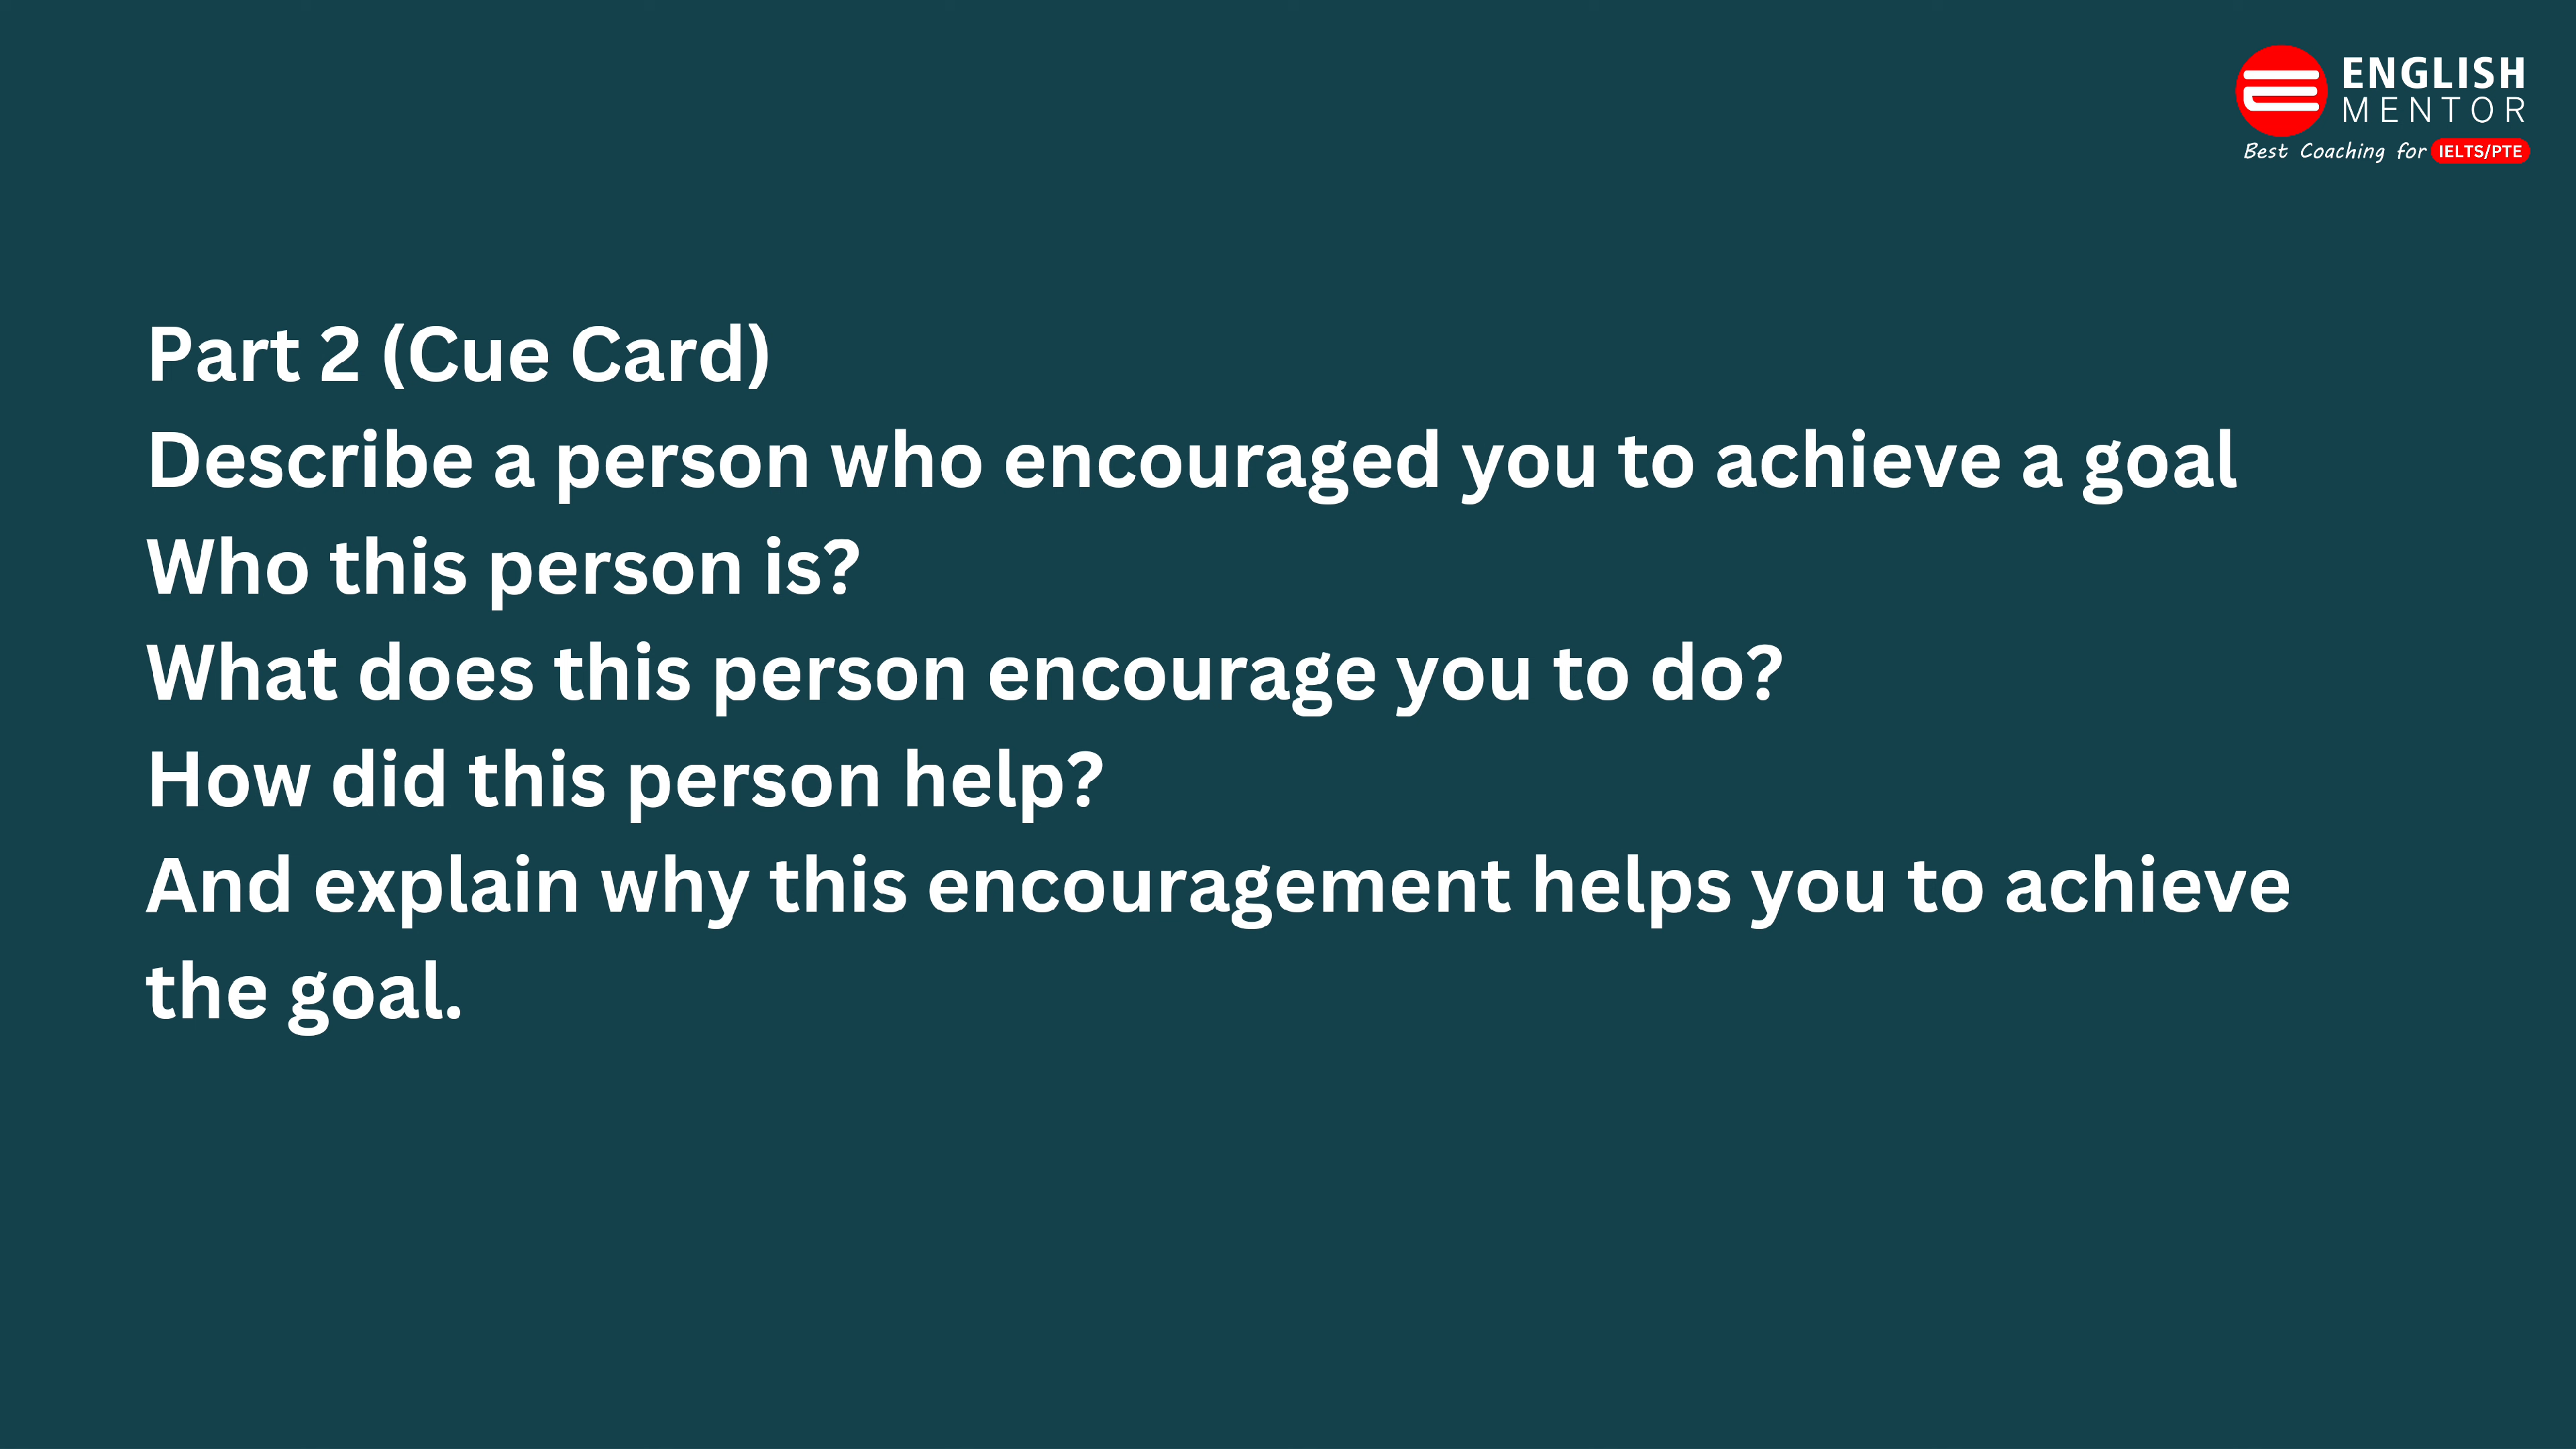 ENGLISH
MENTOR
Best Coaching for IELTS/PTE
Part 2 (Cue Card)
Describe a person who encouraged you to achieve a goal
Who this person is?
What does this person encourage you to do?
How did this person help?
And explain why this encouragement helps you to achieve
the goal.